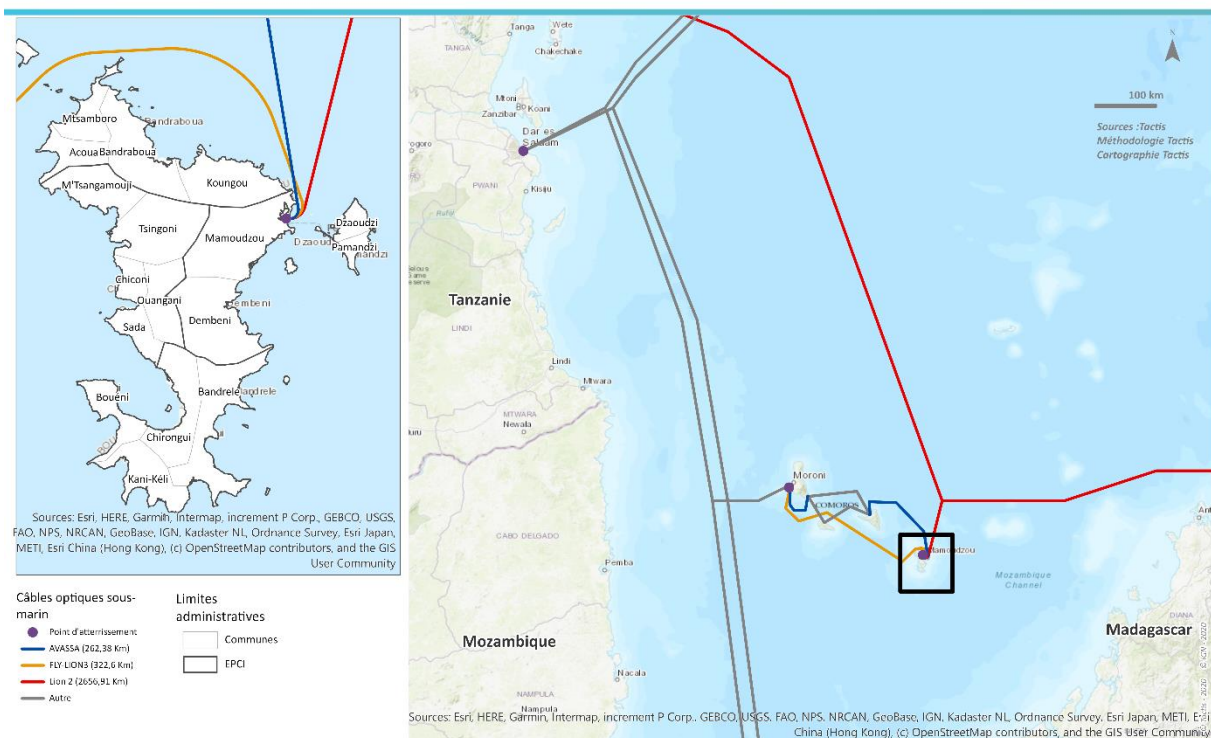 Mtsamboro
Bandraboua
Acoua
Bandraboua
M'Tsangamouji
Koungou
Tsingoni
Mamoudzou
Dzaoudzi
Dzaoud
Pamandzi
Chiconi
Ouangani
Sada
Dembeni
Bouéni
Bandrele
Chirongui
Kani-Kéli
Sources: Esri, HERE, Garmin, Intermap, increment P Corp., GEBCO, USGS,
FAO, NPS, NRCAN, GeoBase, IGN, Kadaster NL, Ordnance Survey, Esri Japan,
METI, Esri China (Hong Kong), (c) OpenStreetMap contributors, and the GIS
User Community
Câbles optiques sous-
marin
Point d'atterrissement
AVASSA (262,38 Km)
FLY-LION3 (322,6 Km)
Lion 2 (2656,91 Km)
Autre
Limites
administratives
Communes
EPCI
Tanga
Wete
Chakechake
TANGA
Mtoni
Koani
Zanzibar
Dar es
Salaam
PWANI
Kisiju
Rufiji
Game
Reserve
Tanzanie
LINDI
Lindi
Mtwara
MTWARA
Newala
Moroni
COMOROS
Mamoudzou
CABO DELGADO
Pemba
Mozambique
Channel
DIANA
Madagascar
Mozambique
Nacala
NAMPULA
Nampula
N
100 km
Sources :Tactis
Méthodologie Tactis
Cartographie Tactis
Sources: Esri, HERE, Garmin, Intermap, increment P Corp., GEBCO, USGS, FAO, NPS, NRCAN, GeoBase, IGN, Kadaster NL, Ordnance Survey, Esri Japan, METI, Esri
China (Hong Kong), (c) OpenStreetMap contributors, and the GIS User Community